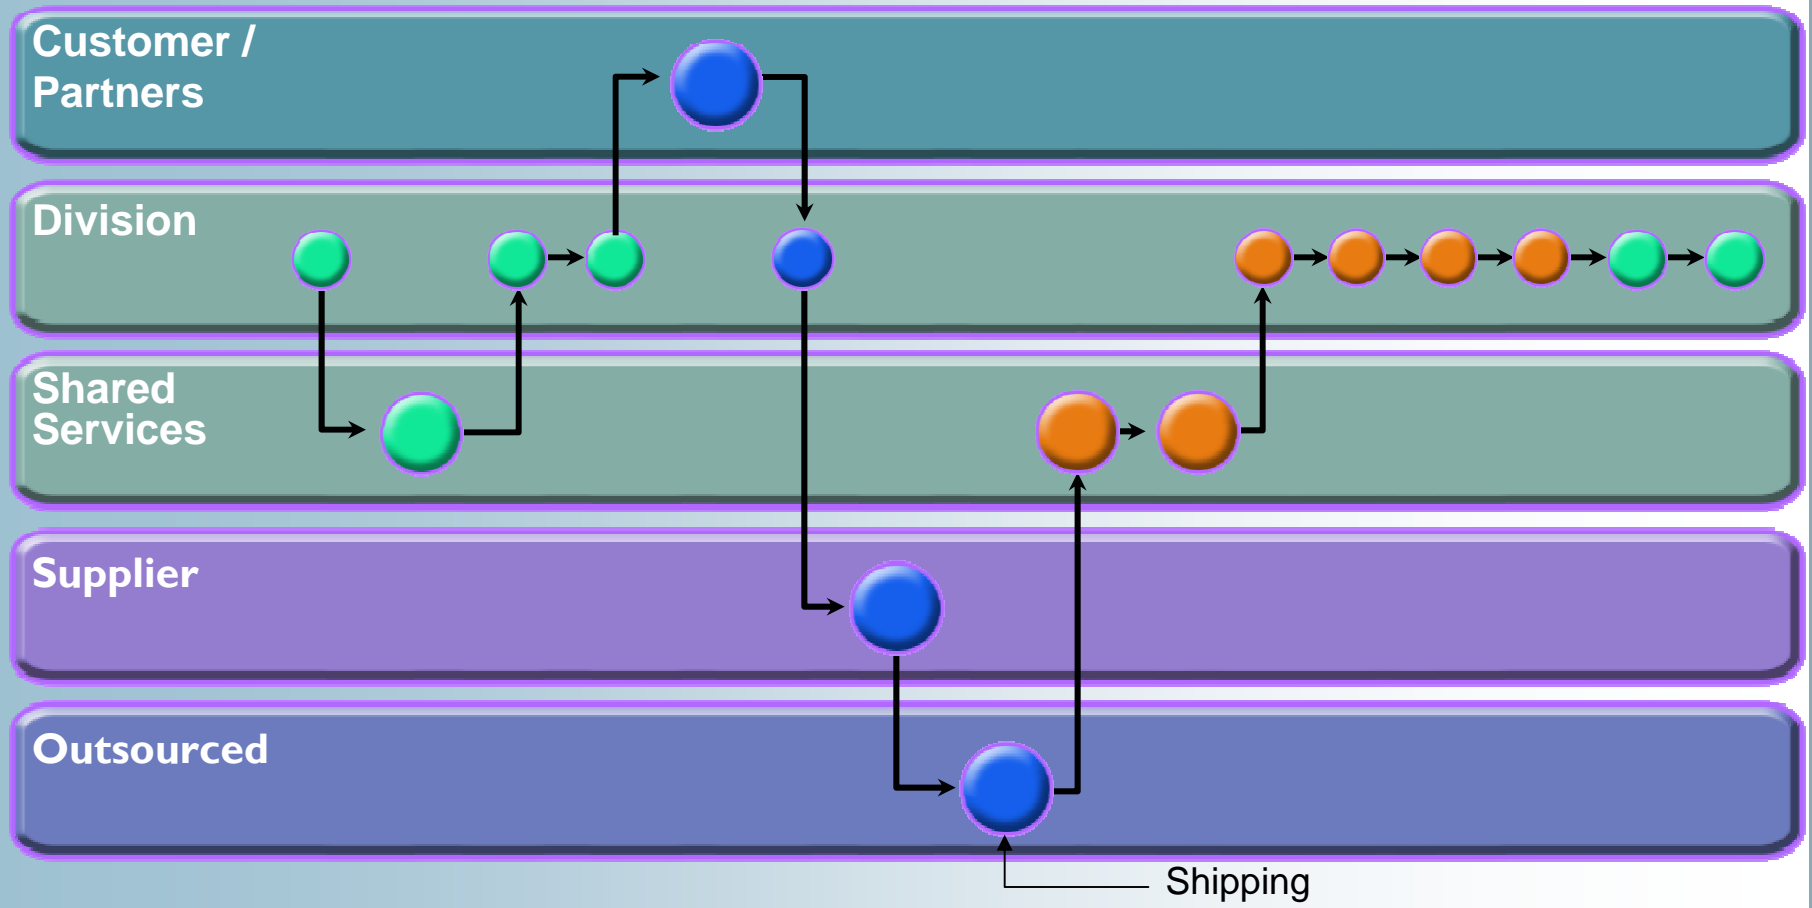 Customer /
Partners
Division
Shared
Services
Supplier
Outsourced
Shipping